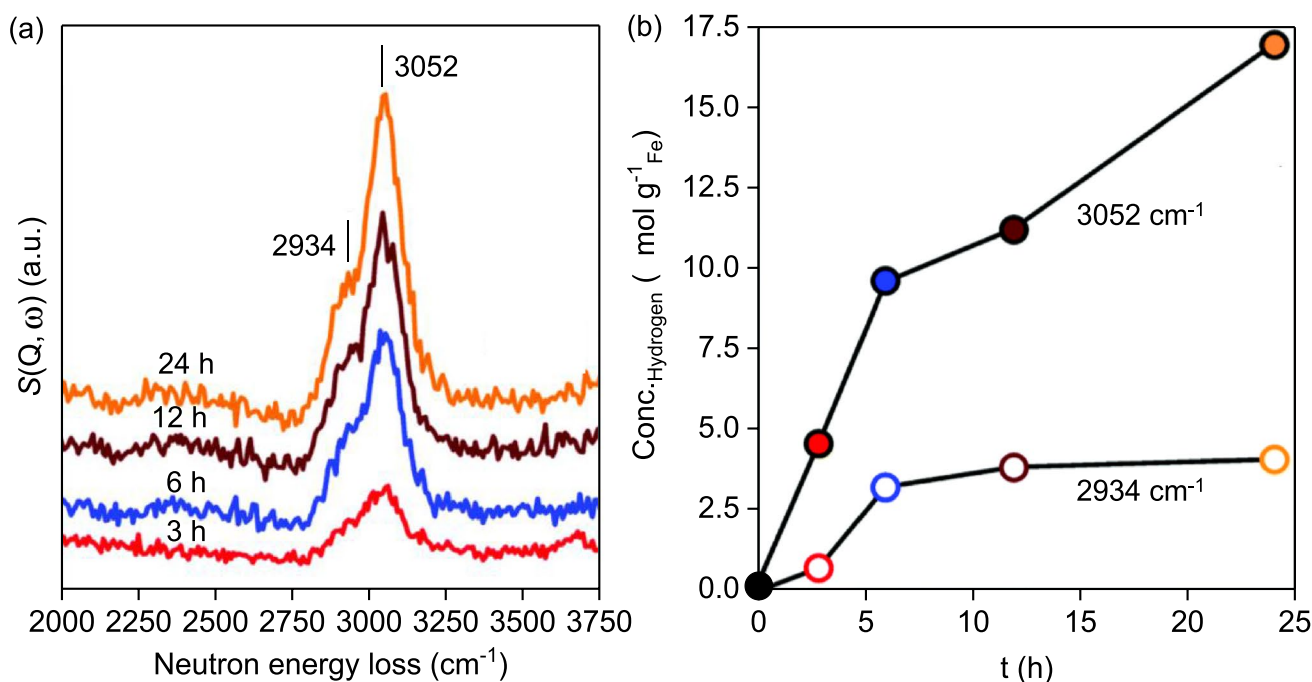 (a)
3052
2934
24 h
12 h
6 h
3 h
S(Q, ω) (a.u.)
2000 2250 2500 2750 3000 3250 3500 3750
Neutron energy loss (cm⁻¹)
(b)
17.5
15.0
12.5
10.0
7.5
5.0
2.5
0.0
Conc.Hydrogen ( mol g⁻¹Fe)
3052 cm⁻¹
2934 cm⁻¹
0 5 10 15 20 25
t (h)